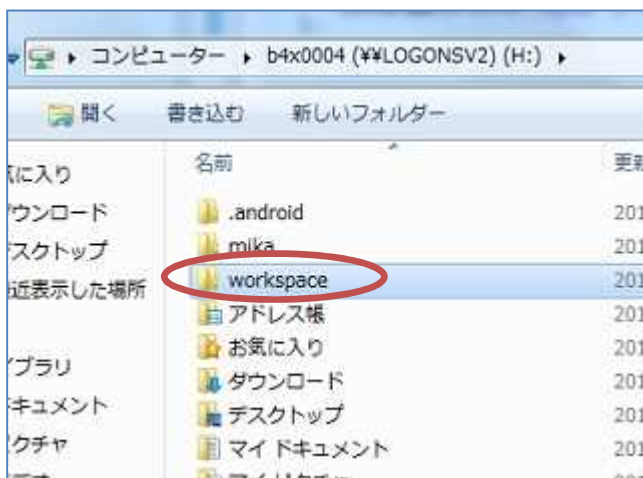 コンピューター ▸ b4x0004 (¥¥LOGONSV2) (H:) ▸
開く 書き込む 新しいフォルダー
名前 更新
気に入り
.android 201
ウンロード
mika 201
スクトップ
workspace 201
近表示した場所
アドレス帳 201
お気に入り 201
ブラリ
ダウンロード 201
キュメント
デスクトップ 201
クチャ
マイ ドキュメント 201